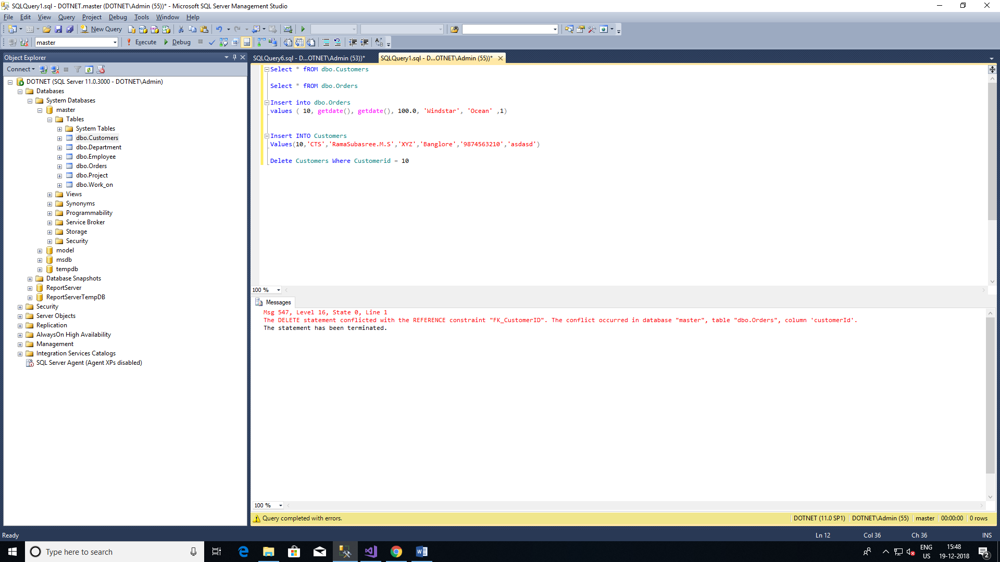 SQLQuery1.sql - DOTNET.master (DOTNET\Admin (55))* - Microsoft SQL Server Management Studio
File Edit View Query Project Debug Tools Window Help
New Query
master Execute Debug
Object Explorer
SQLQuery6.sql - D...OTNET\Admin (53))* SQLQuery1.sql - D...OTNET\Admin (55))*
Connect
DOTNET (SQL Server 11.0.3000 - DOTNET\Admin)
Databases
System Databases
master
Tables
System Tables
dbo.Customers
dbo.Department
dbo.Employee
dbo.Orders
dbo.Project
dbo.Work_on
Views
Synonyms
Programmability
Service Broker
Storage
Security
model
msdb
tempdb
Database Snapshots
ReportServer
ReportServerTempDB
Security
Server Objects
Replication
AlwaysOn High Availability
Management
Integration Services Catalogs
SQL Server Agent (Agent XPs disabled)
Select * fROM dbo.Customers
Select * fROM dbo.Orders
Insert into dbo.Orders
values ( 10, getdate(), getdate(), 100.0, 'Windstar', 'Ocean' ,1)
Insert INTO Customers
Values(10,'CTS','RamaSubasree.M.S','XYZ','Banglore','9874563210','asdasd')
Delete Customers Where Customerid = 10
100 %
Messages
Msg 547, Level 16, State 0, Line 1
The DELETE statement conflicted with the REFERENCE constraint "FK_CustomerID". The conflict occurred in database "master", table "dbo.Orders", column 'customerId'.
The statement has been terminated.
100 %
Query completed with errors. DOTNET (11.0 SP1) DOTNET\Admin (55) master 00:00:00 0 rows
Ready Ln 12 Col 36 Ch 36 INS
Type here to search
ENG
US
15:48
19-12-2018
2